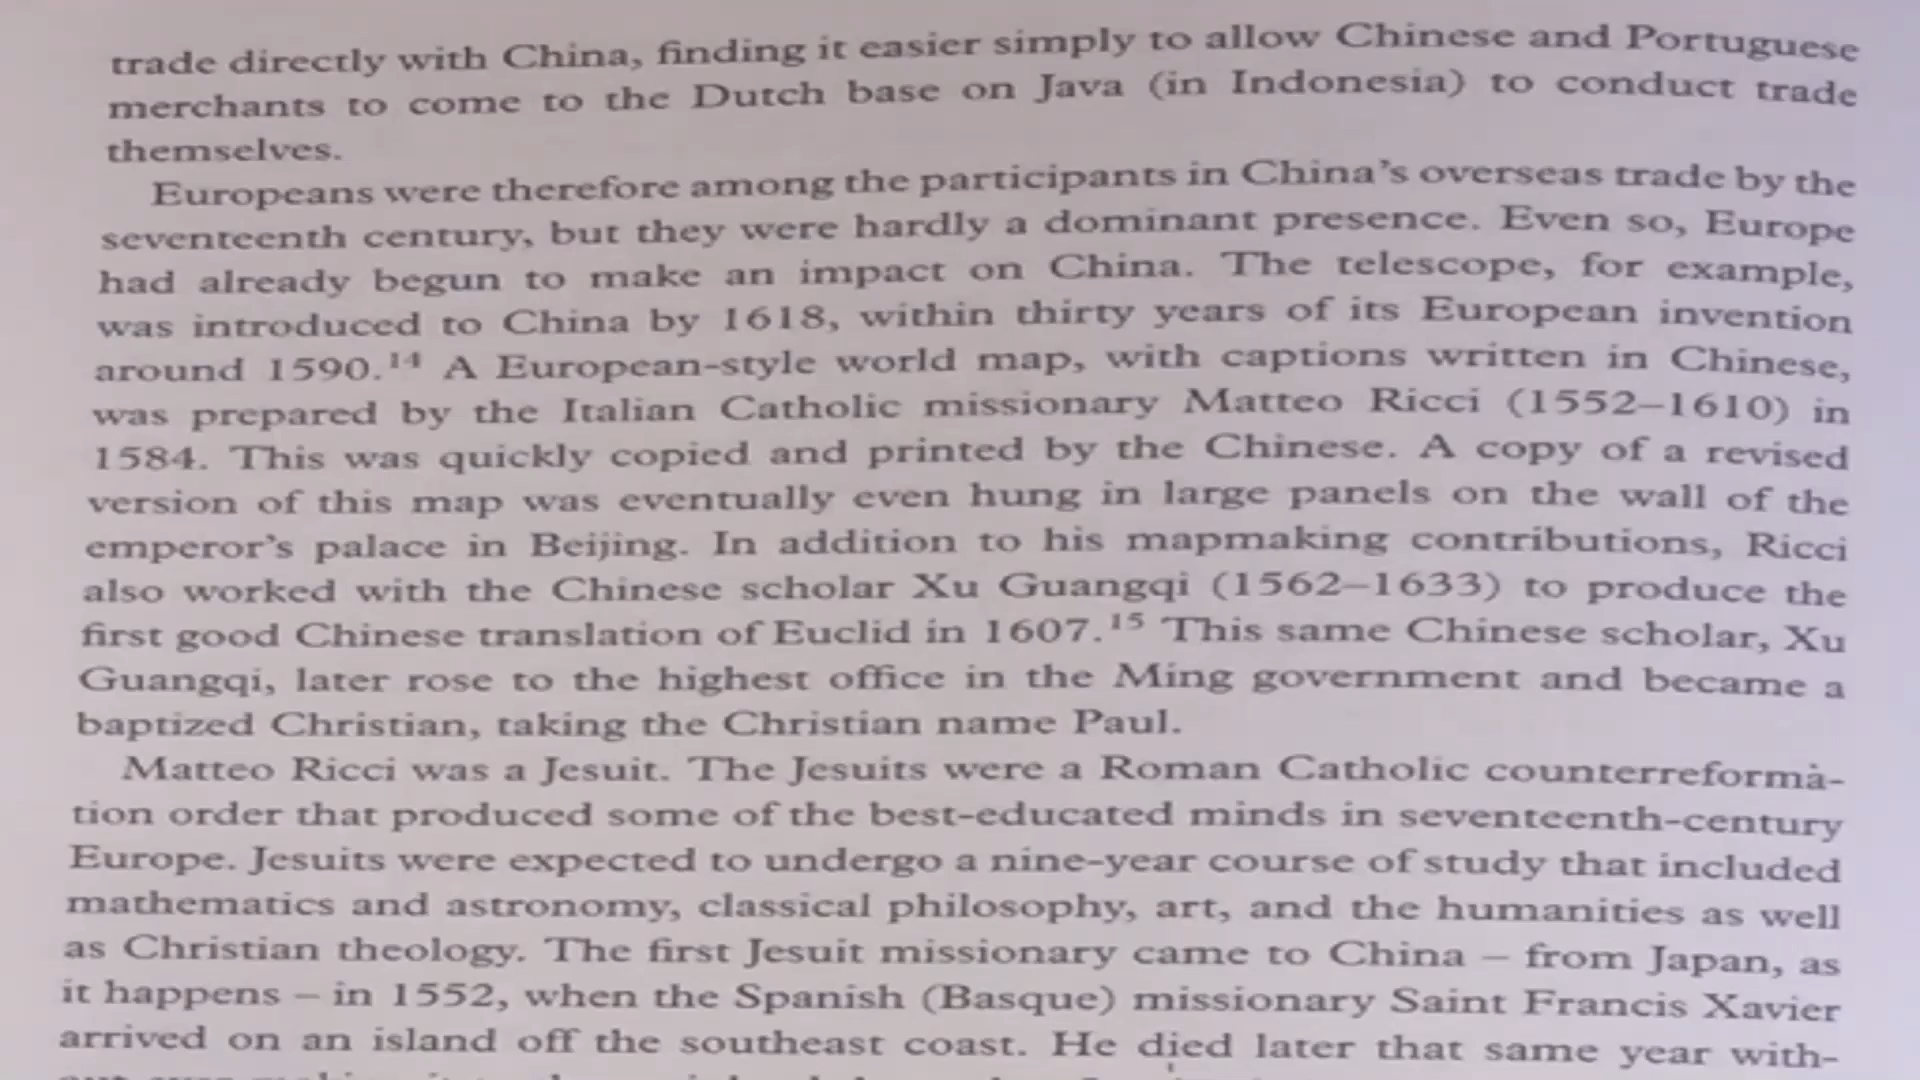 trade directly with China, finding it easier simply to allow Chinese and Portuguese
merchants to come to the Dutch base on Java (in Indonesia) to conduct trade
themselves.
Europeans were therefore among the participants in China's overseas trade by the
seventeenth century, but they were hardly a dominant presence. Even so, Europe
had already begun to make an impact on China. The telescope, for example,
was introduced to China by 1618, within thirty years of its European invention
around 1590.¹⁴ A European-style world map, with captions written in Chinese,
was prepared by the Italian Catholic missionary Matteo Ricci (1552–1610) in
1584. This was quickly copied and printed by the Chinese. A copy of a revised
version of this map was eventually even hung in large panels on the wall of the
emperor's palace in Beijing. In addition to his mapmaking contributions, Ricci
also worked with the Chinese scholar Xu Guangqi (1562–1633) to produce the
first good Chinese translation of Euclid in 1607.¹⁵ This same Chinese scholar, Xu
Guangqi, later rose to the highest office in the Ming government and became a
baptized Christian, taking the Christian name Paul.
Matteo Ricci was a Jesuit. The Jesuits were a Roman Catholic counterreforma-
tion order that produced some of the best-educated minds in seventeenth-century
Europe. Jesuits were expected to undergo a nine-year course of study that included
mathematics and astronomy, classical philosophy, art, and the humanities as well
as Christian theology. The first Jesuit missionary came to China – from Japan, as
it happens – in 1552, when the Spanish (Basque) missionary Saint Francis Xavier
arrived on an island off the southeast coast. He died later that same year with-